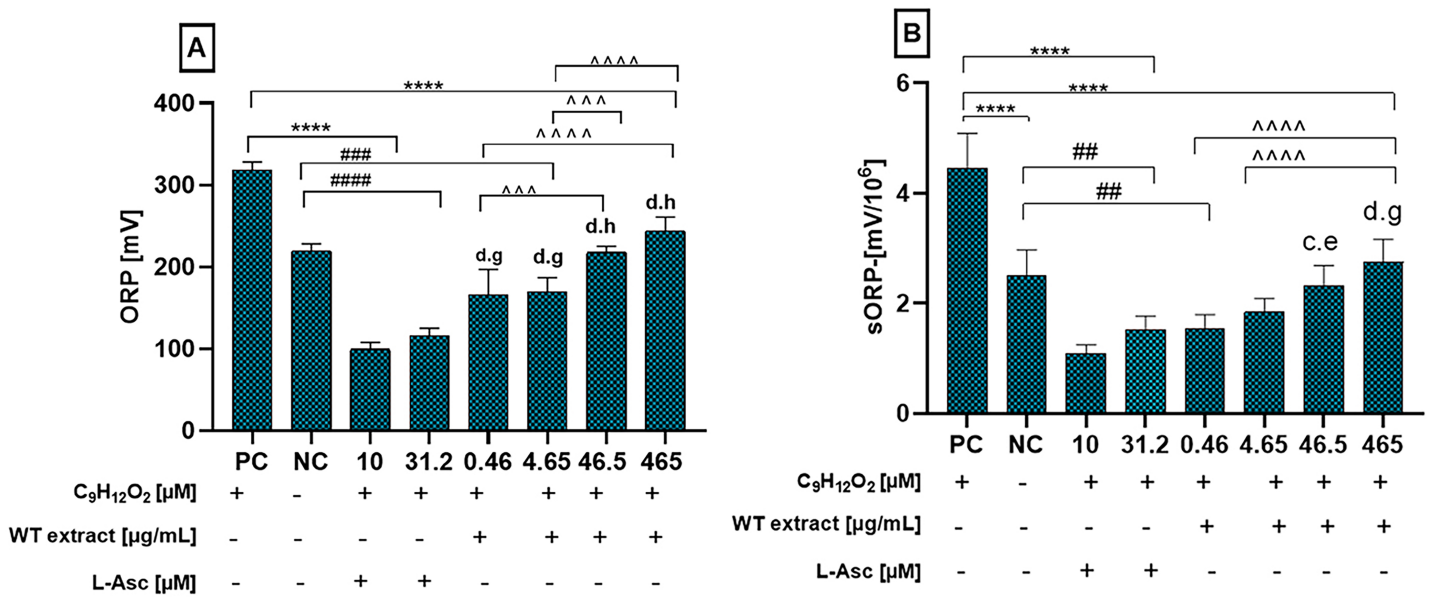 A
^^^^
****
^^^
****
^^^^
###
####
^^^
400
300
200
100
0
ORP [mV]
d.g
d.g
d.h
d.h
PC NC 10 31.2 0.46 4.65 46.5 465
C₉H₁₂O₂ [µM] + - + + + + + +
WT extract [µg/mL] - - - - + + + +
L-Asc [µM] - - + + - - - -
B
****
****
****
^^^^
##
^^^^
##
6
4
2
0
sORP-[mV/10⁶]
c.e
d.g
PC NC 10 31.2 0.46 4.65 46.5 465
C₉H₁₂O₂ [µM] + - + + + + + +
WT extract [µg/mL] - - - - + + + +
L-Asc [µM] - - + + - - - -